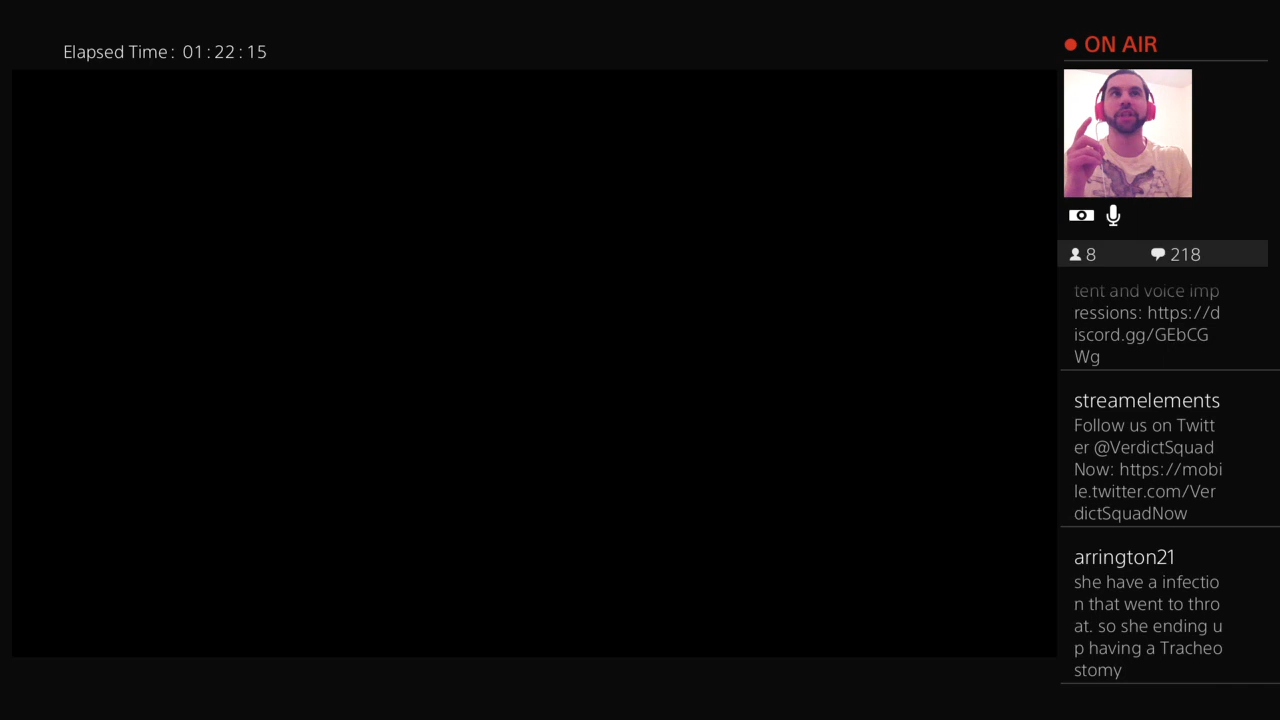 Elapsed Time: 01:22:15
ON AIR
8 218
tent and voice imp
ressions: https://d
iscord.gg/GEbCG
Wg
streamelements
Follow us on Twitt
er @VerdictSquad
Now: https://mobi
le.twitter.com/Ver
dictSquadNow
arrington21
she have a infectio
n that went to thro
at. so she ending u
p having a Tracheo
stomy